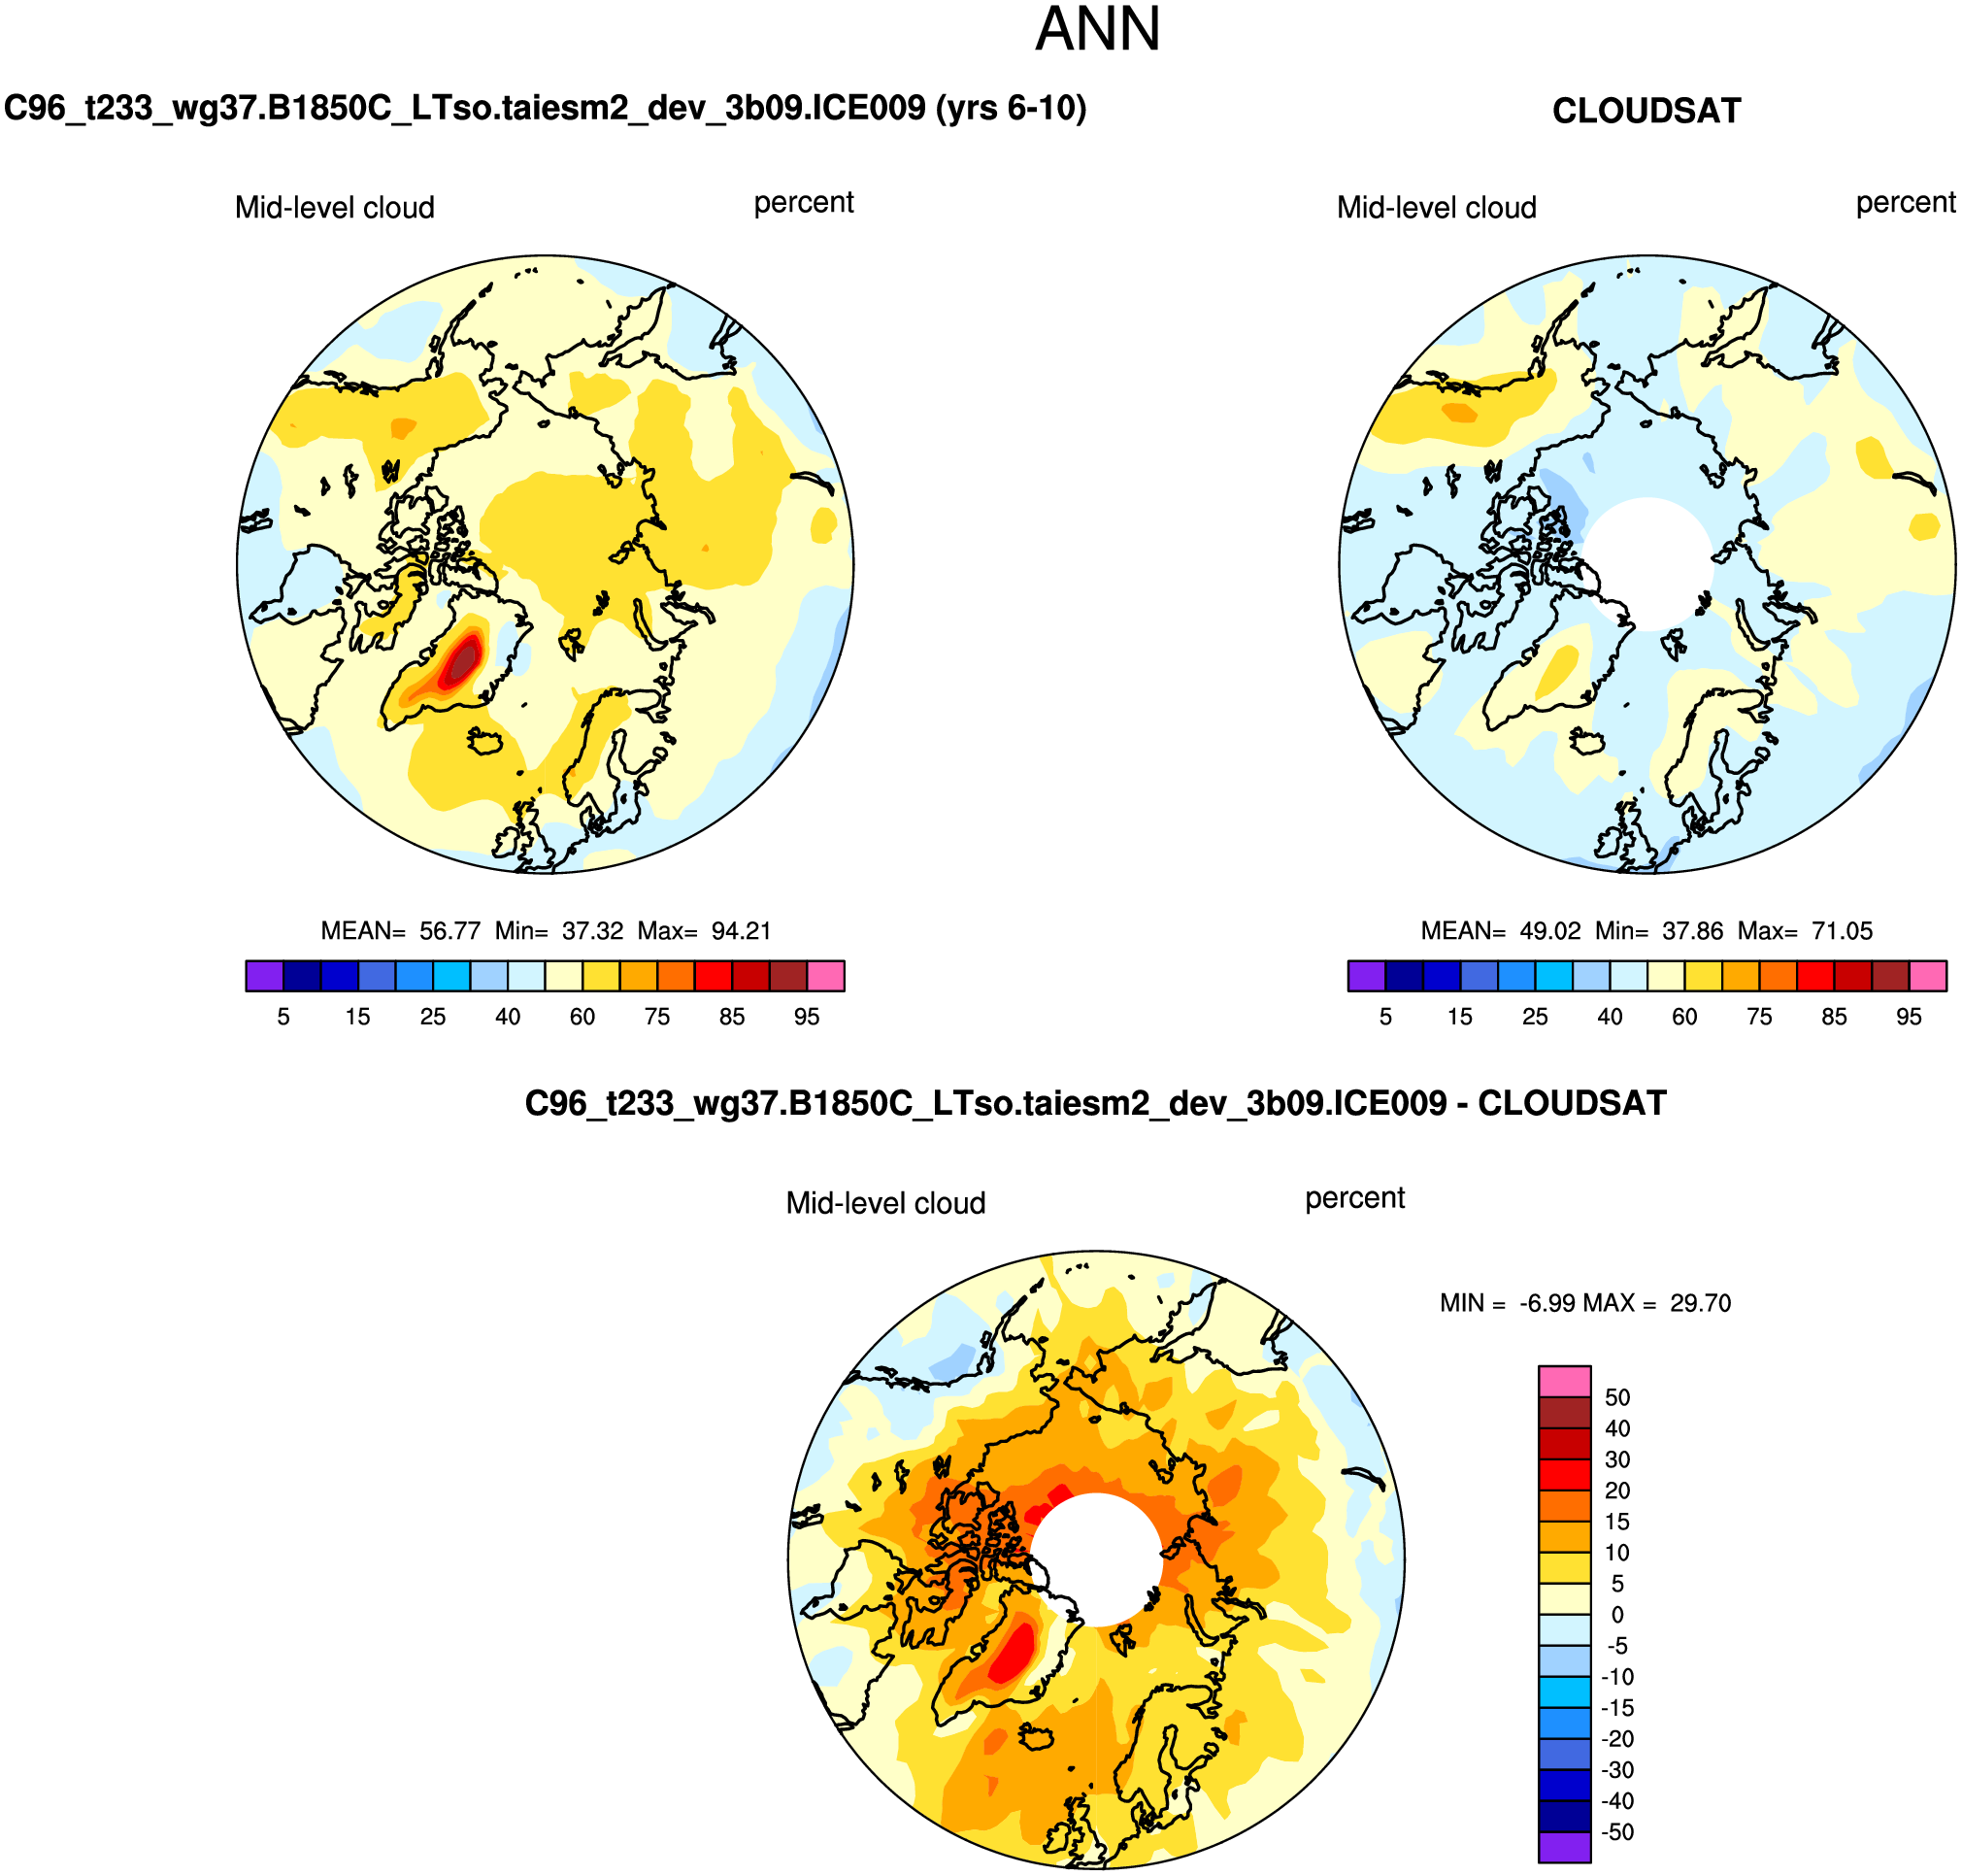 ANN
C96_t233_wg37.B1850C_LTso.taiesm2_dev_3b09.ICE009 (yrs 6-10)
CLOUDSAT
Mid-level cloud percent
Mid-level cloud percent
MEAN= 56.77 Min= 37.32 Max= 94.21
MEAN= 49.02 Min= 37.86 Max= 71.05
5 15 25 40 60 75 85 95
5 15 25 40 60 75 85 95
C96_t233_wg37.B1850C_LTso.taiesm2_dev_3b09.ICE009 - CLOUDSAT
Mid-level cloud percent
MIN = -6.99 MAX = 29.70
50
40
30
20
15
10
5
0
-5
-10
-15
-20
-30
-40
-50